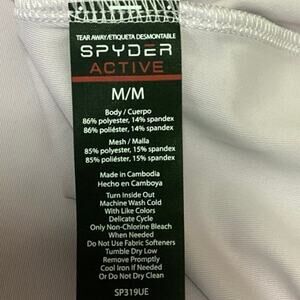 TEAR AWAY/ETIQUETA DESMONTABLE
SPYDER
ACTIVE
M/M
Body / Cuerpo
86% polyester, 14% spandex
86% poliéster, 14% spandex
Mesh / Malla
85% polyester, 15% spandex
85% poliéster, 15% spandex
Made in Cambodia
Hecho en Camboya
Turn Inside Out
Machine Wash Cold
With Like Colors
Delicate Cycle
Only Non-Chlorine Bleach
When Needed
Do Not Use Fabric Softeners
Tumble Dry Low
Remove Promptly
Cool Iron If Needed
Or Do Not Dry Clean
SP319UE